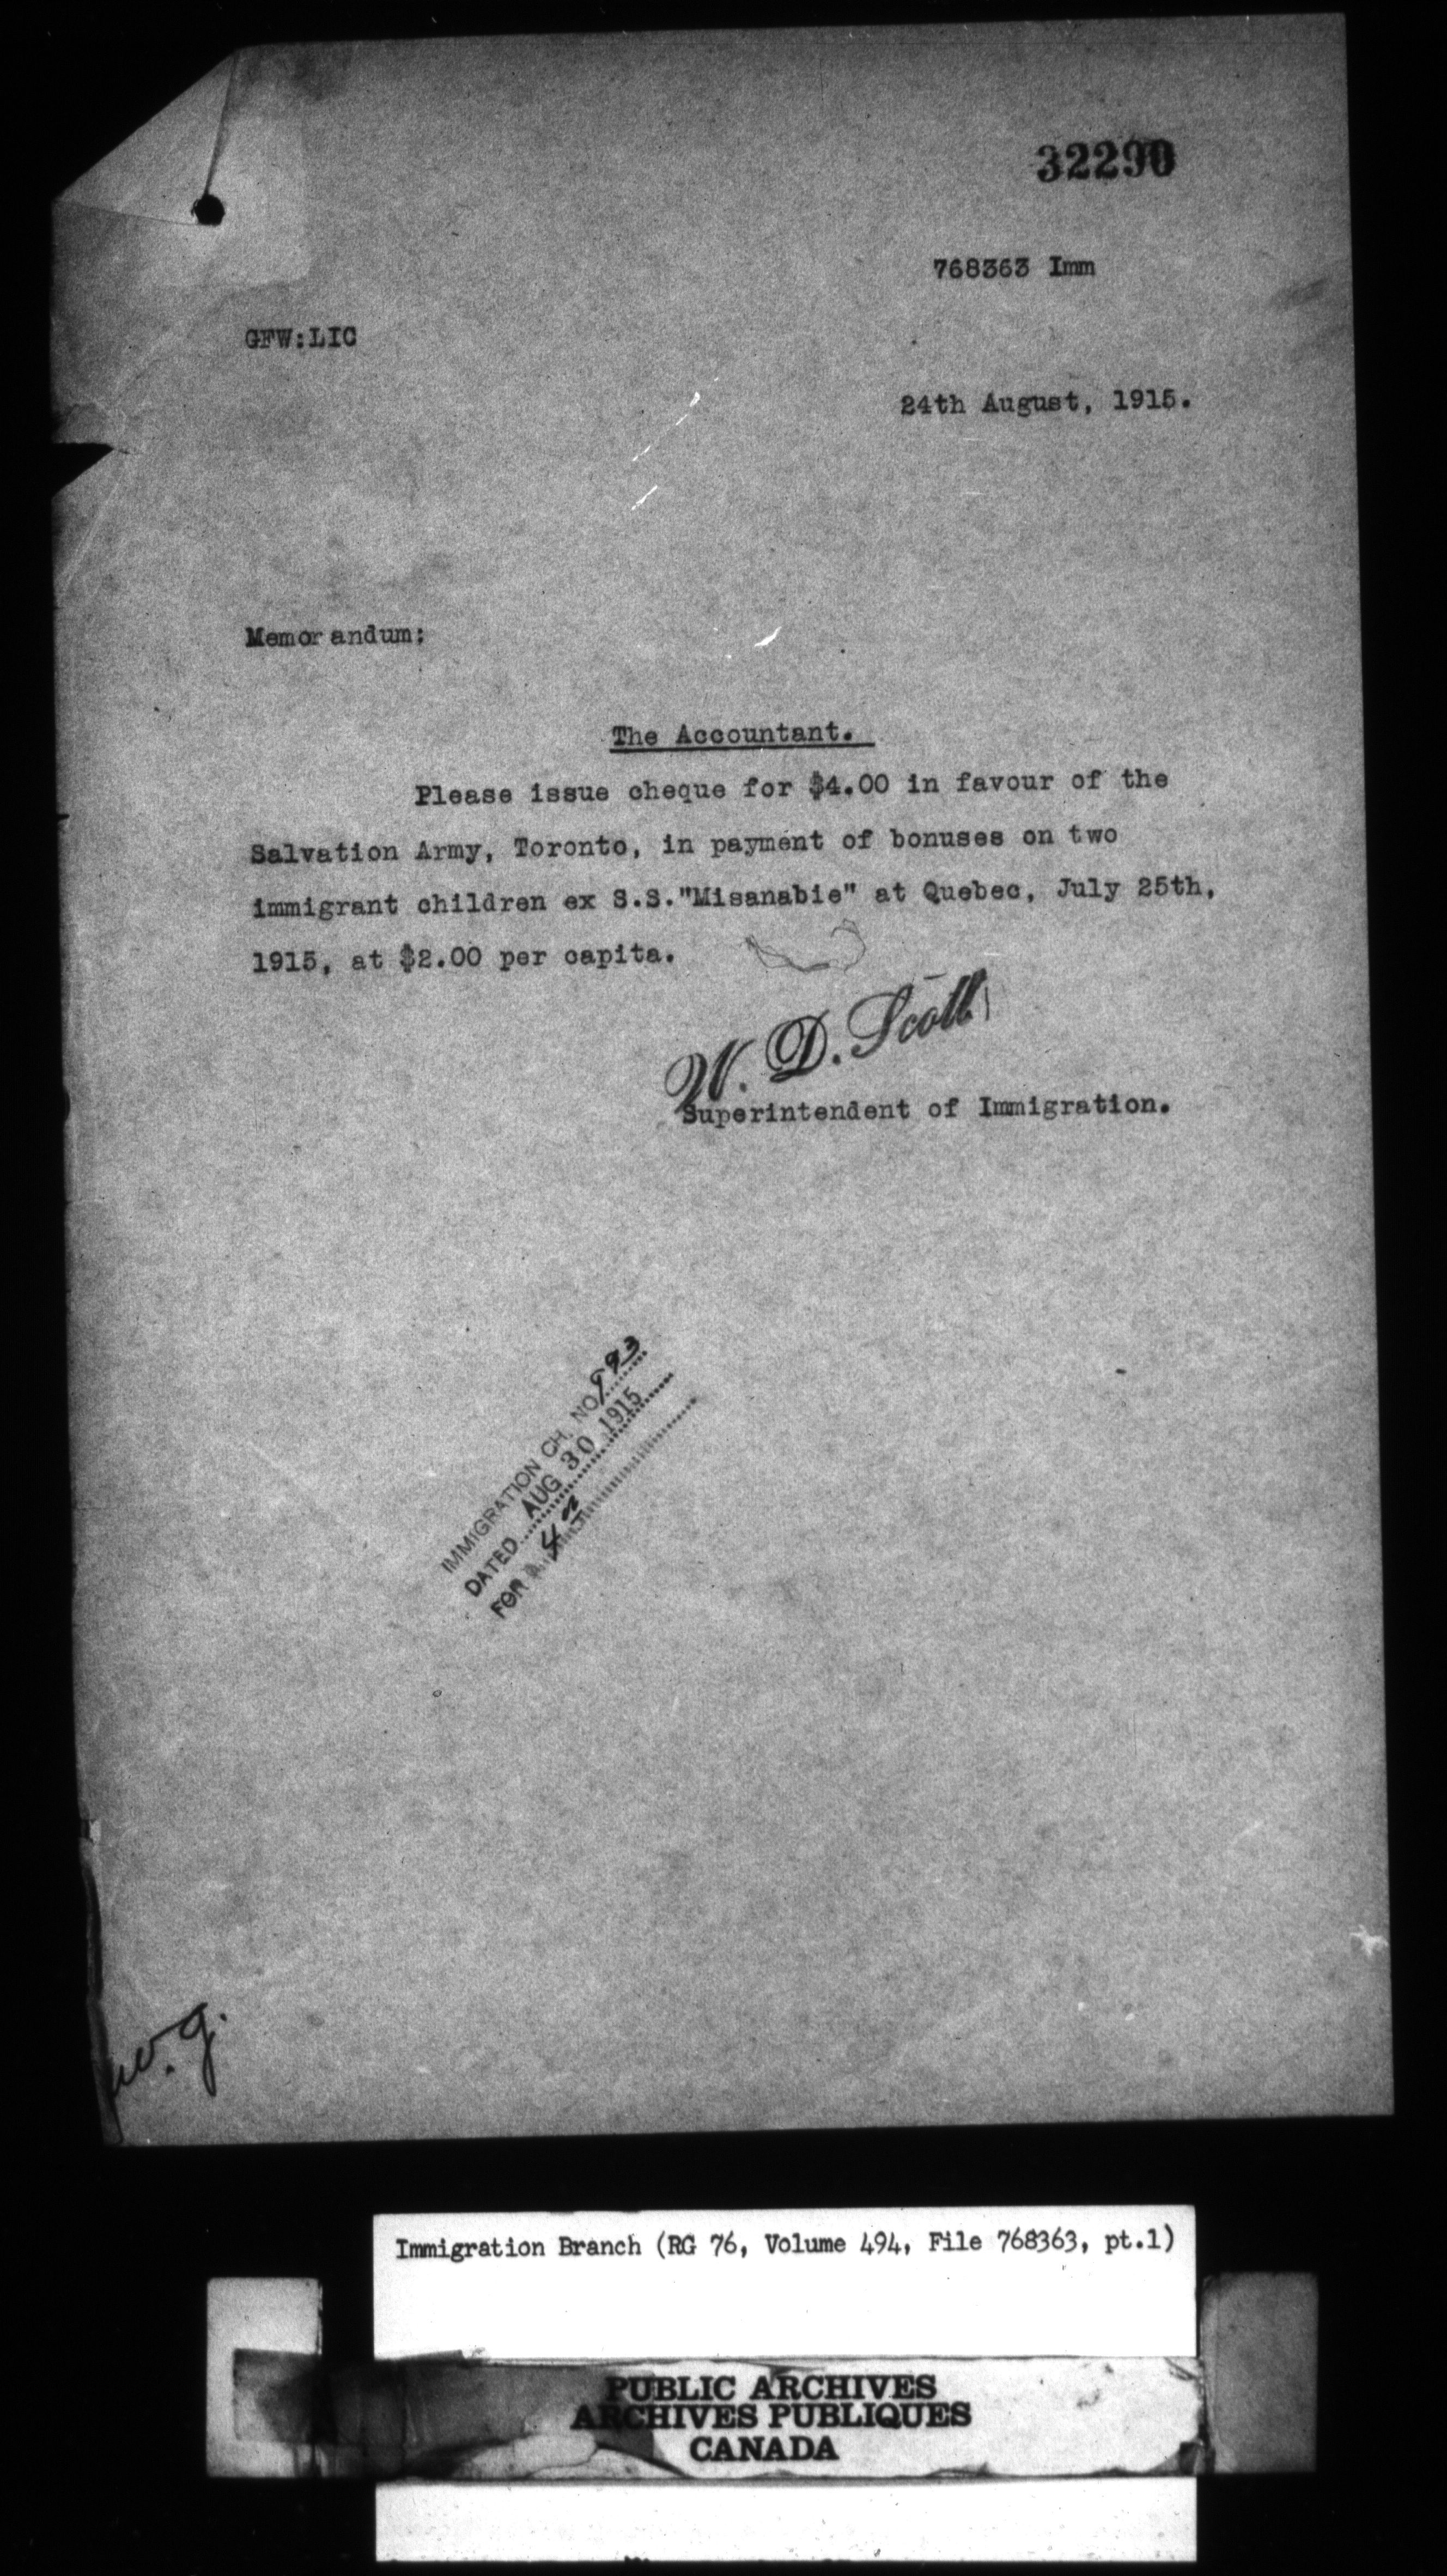 32290
768363 Imm
GFW:LIC
24th August, 1915.
Memorandum:
The Accountant.
Please issue cheque for $4.00 in favour of the
Salvation Army, Toronto, in payment of bonuses on two
immigrant children ex S.S."Misanabie" at Quebec, July 25th,
1915, at $2.00 per capita.
W. D. Scott
Superintendent of Immigration.
IMMIGRATION CH. NO 993
DATED AUG 30 1915
FOR $ 4
w.g.
Immigration Branch (RG 76, Volume 494, File 768363, pt.1)
PUBLIC ARCHIVES
ARCHIVES PUBLIQUES
CANADA